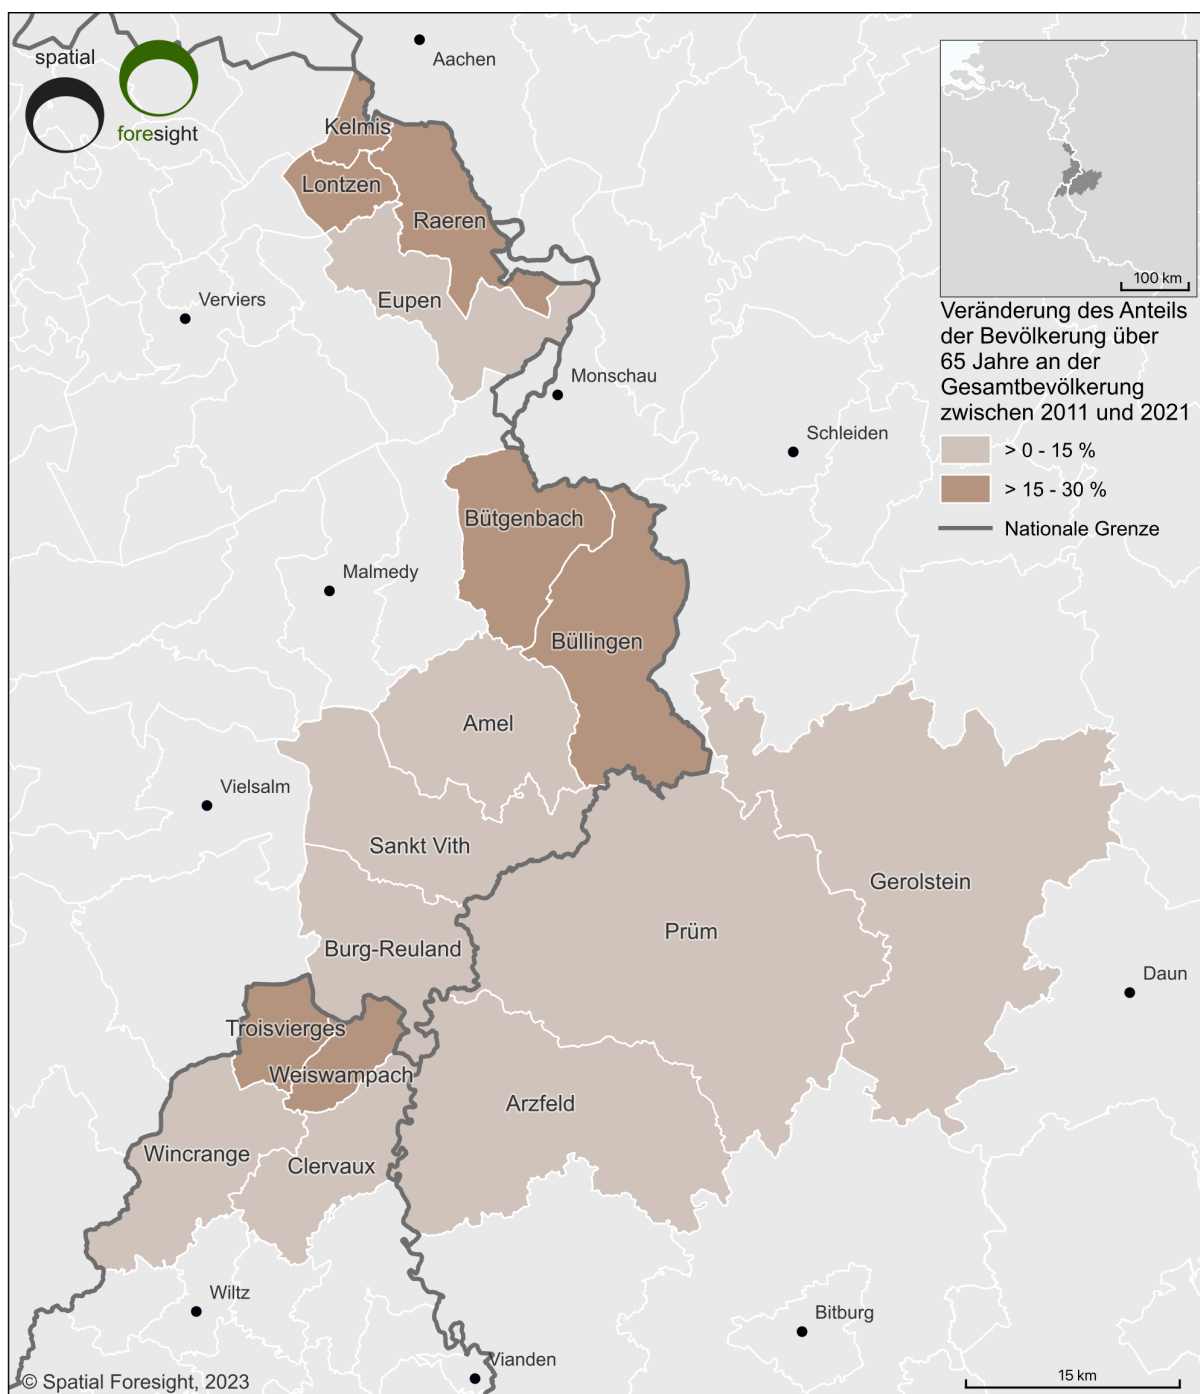 spatial
foresight
Aachen
Kelmis
Lontzen
Raeren
100 km
Veränderung des Anteils
der Bevölkerung über
65 Jahre an der
Gesamtbevölkerung
zwischen 2011 und 2021
> 0 - 15 %
> 15 - 30 %
Nationale Grenze
Verviers
Eupen
Monschau
Schleiden
Bütgenbach
Malmedy
Büllingen
Amel
Vielsalm
Sankt Vith
Gerolstein
Prüm
Burg-Reuland
Daun
Troisvierges
Weiswampach
Arzfeld
Wincrange
Clervaux
Wiltz
Bitburg
Vianden
© Spatial Foresight, 2023
15 km